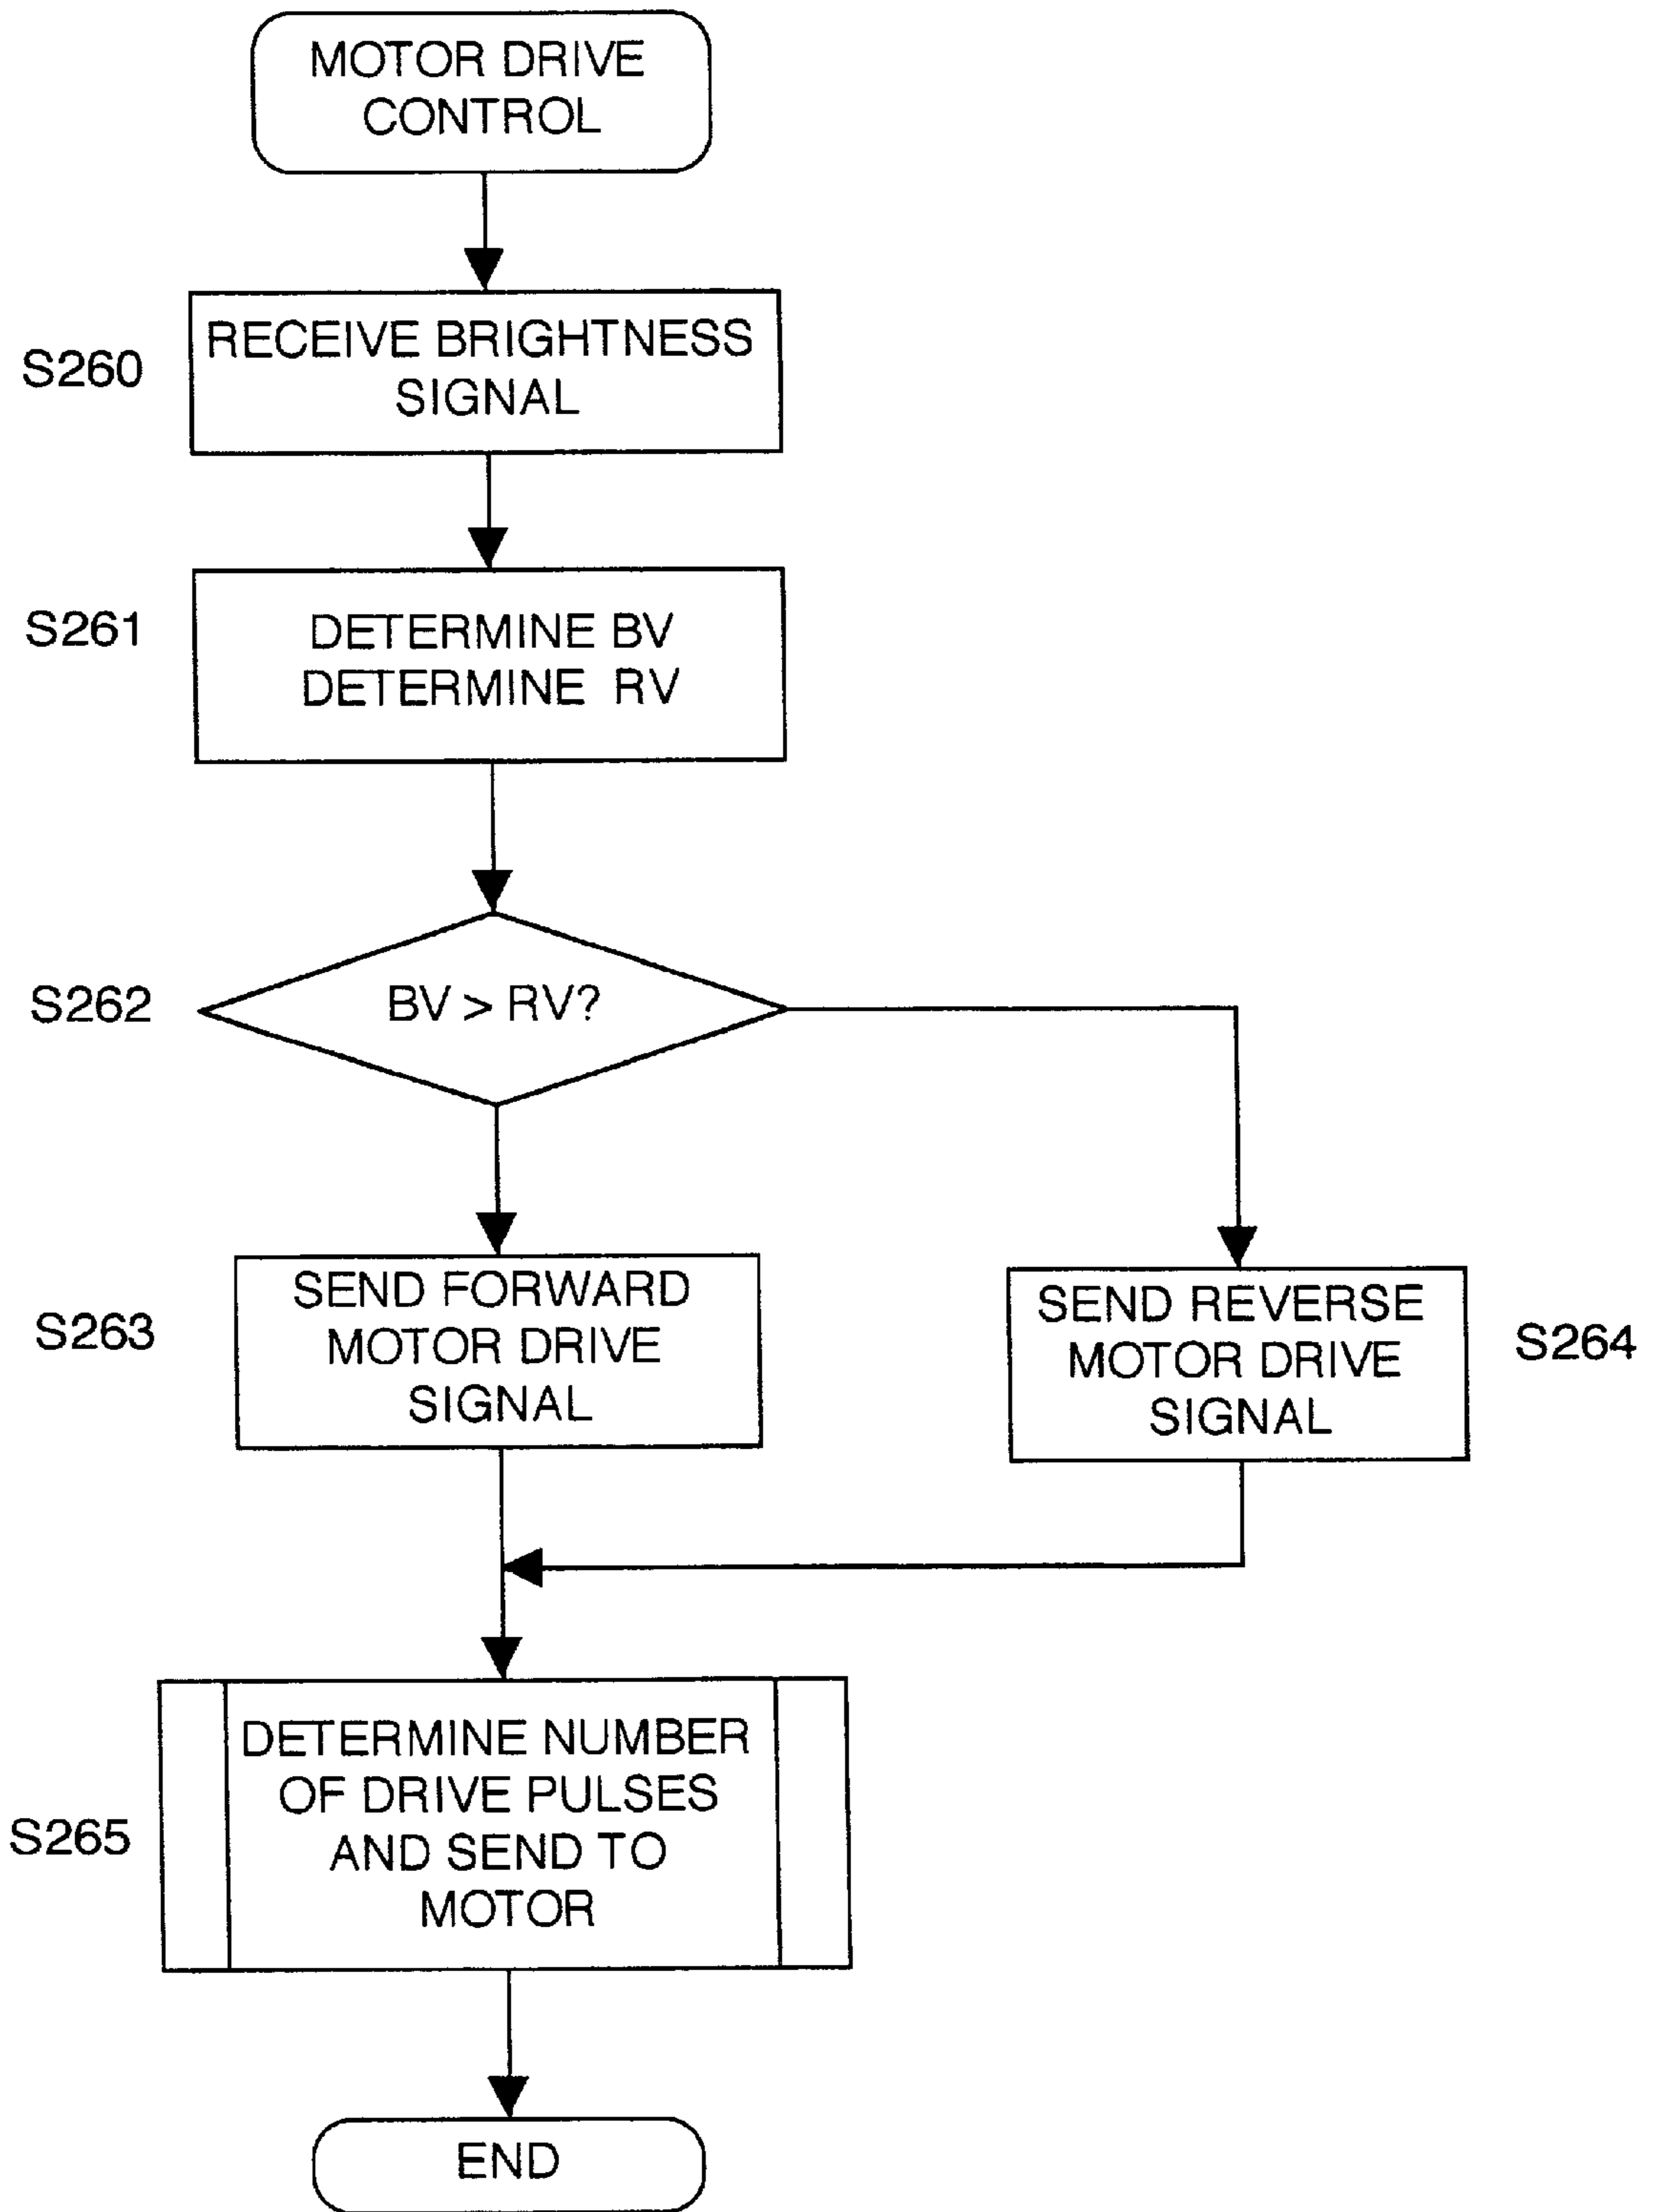 MOTOR DRIVE
CONTROL
S260
RECEIVE BRIGHTNESS
SIGNAL
S261
DETERMINE BV
DETERMINE RV
S262
BV > RV?
S263
SEND FORWARD
MOTOR DRIVE
SIGNAL
SEND REVERSE
MOTOR DRIVE
SIGNAL
S264
S265
DETERMINE NUMBER
OF DRIVE PULSES
AND SEND TO
MOTOR
END